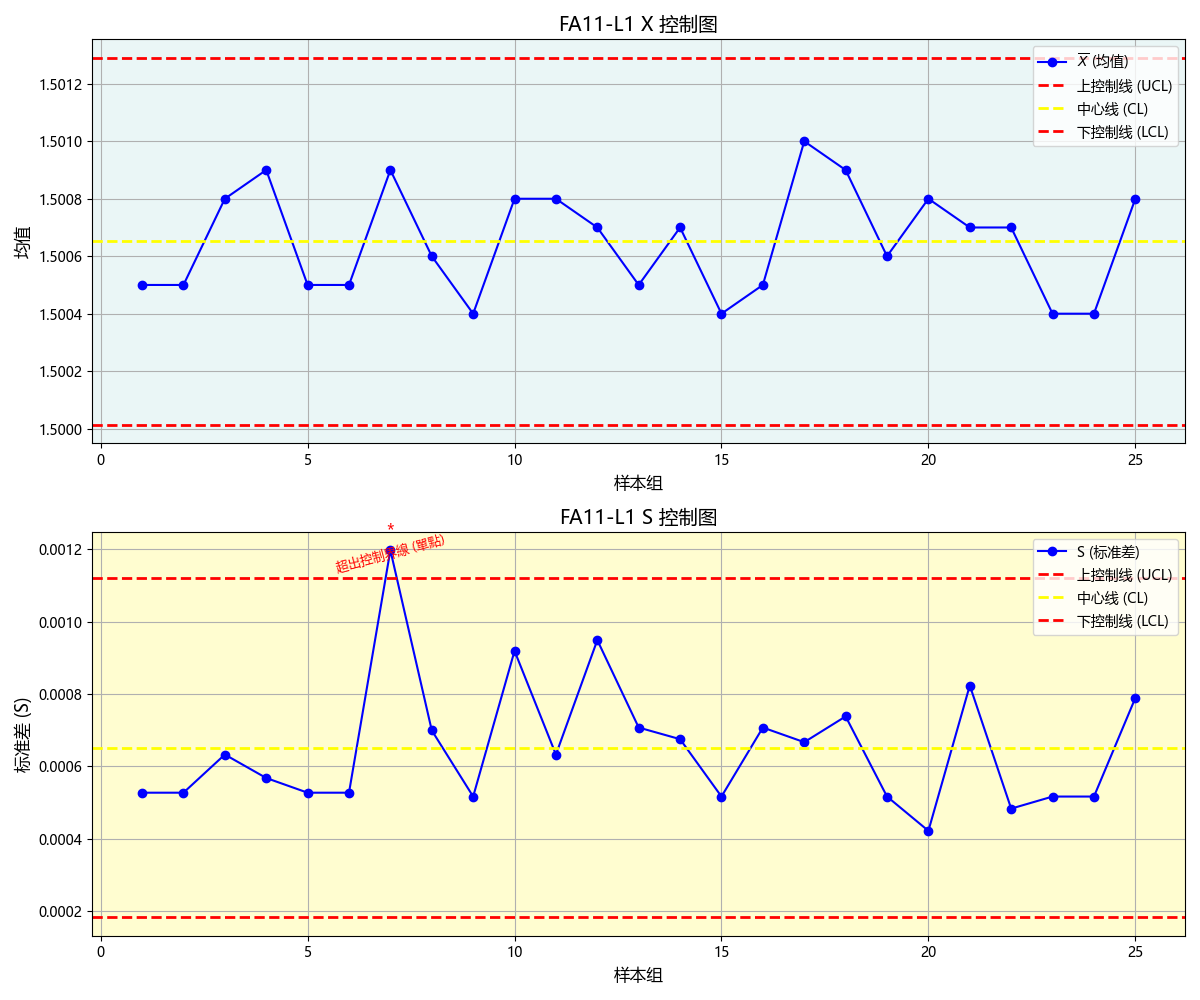 FA11-L1 X 控制图
X (均值)
上控制线 (UCL)
中心线 (CL)
下控制线 (LCL)
均值
1.5012
1.5010
1.5008
1.5006
1.5004
1.5002
1.5000
0 5 10 15 20 25
样本组
FA11-L1 S 控制图
*
超出控制界線 (單點)
S (标准差)
上控制线 (UCL)
中心线 (CL)
下控制线 (LCL)
标准差 (S)
0.0012
0.0010
0.0008
0.0006
0.0004
0.0002
0 5 10 15 20 25
样本组